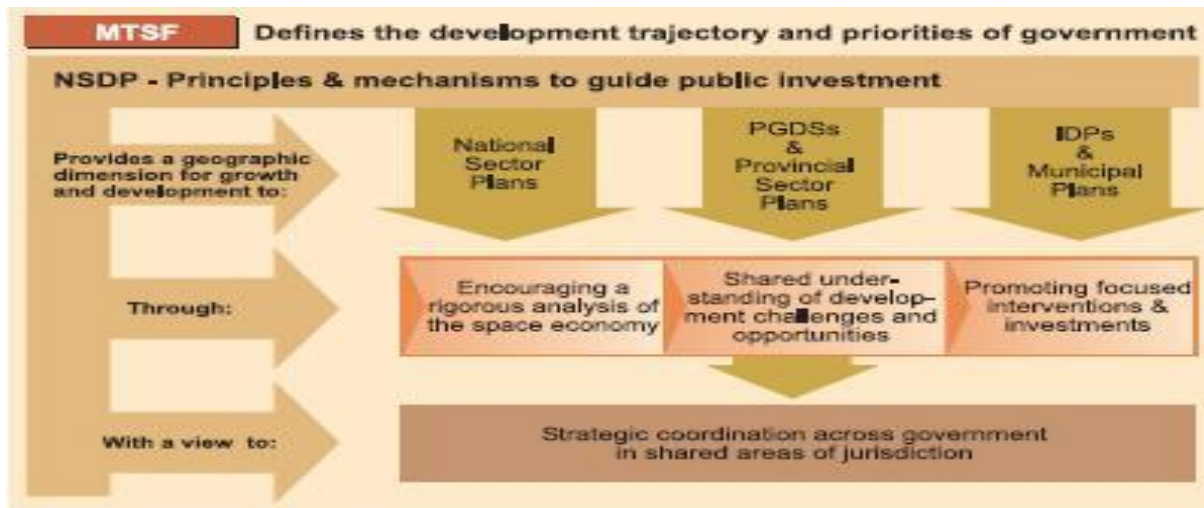 MTSF Defines the development trajectory and priorities of government
NSDP - Principles & mechanisms to guide public investment
Provides a geographic
dimension for growth
and development to:
National
Sector
Plans
PGDSs
&
Provincial
Sector
Plans
IDPs
&
Municipal
Plans
Through:
Encouraging a
rigorous analysis of
the space economy
Shared under-
standing of develop-
ment challenges and
opportunities
Promoting focused
interventions &
investments
With a view to:
Strategic coordination across government
in shared areas of jurisdiction